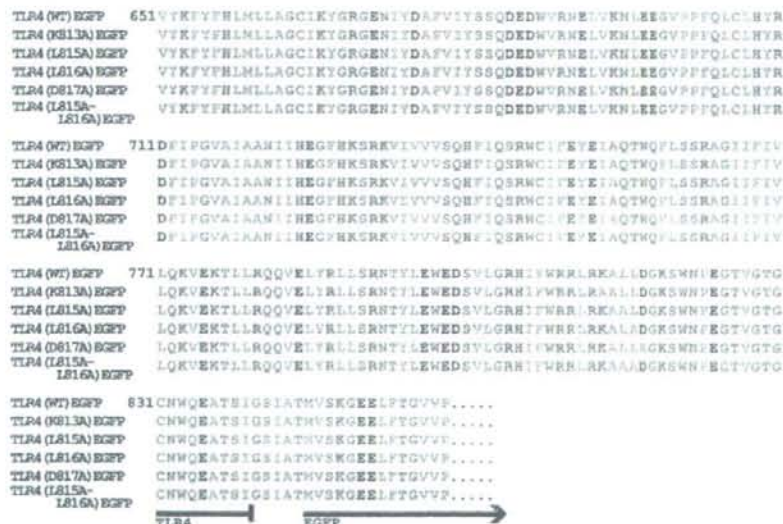 TLR4(WT)EGFP 651 VYKFYFHLMLLAGCIKYGRGENIYDAFVIYSSQDEDWVRNELVKNLEEGVPPFQLCLHYR
TLR4(K813A)EGFP VYKFYFHLMLLAGCIKYGRGENIYDAFVIYSSQDEDWVRNELVKNLEEGVPPFQLCLHYR
TLR4(L815A)EGFP VYKFYFHLMLLAGCIKYGRGENIYDAFVIYSSQDEDWVRNELVKNLEEGVPPFQLCLHYR
TLR4(L816A)EGFP VYKFYFHLMLLAGCIKYGRGENIYDAFVIYSSQDEDWVRNELVKNLEEGVPPFQLCLHYR
TLR4(D817A)EGFP VYKFYFHLMLLAGCIKYGRGENIYDAFVIYSSQDEDWVRNELVKNLEEGVPPFQLCLHYR
TLR4(L815A- VYKFYFHLMLLAGCIKYGRGENIYDAFVIYSSQDEDWVRNELVKNLEEGVPPFQLCLHYR
L816A)EGFP
TLR4(WT)EGFP 711 DFIPGVAIAANIIHEGFHKSRKVIVVVSQHFIQSRWCIFEYEIAQTWQFLSSRAGIIFIV
TLR4(K813A)EGFP DFIPGVAIAANIIHEGFHKSRKVIVVVSQHFIQSRWCIFEYEIAQTWQFLSSRAGIIFIV
TLR4(L815A)EGFP DFIPGVAIAANIIHEGFHKSRKVIVVVSQHFIQSRWCIFEYEIAQTWQFLSSRAGIIFIV
TLR4(L816A)EGFP DFIPGVAIAANIIHEGFHKSRKVIVVVSQHFIQSRWCIFEYEIAQTWQFLSSRAGIIFIV
TLR4(D817A)EGFP DFIPGVAIAANIIHEGFHKSRKVIVVVSQHFIQSRWCIFEYEIAQTWQFLSSRAGIIFIV
TLR4(L815A- DFIPGVAIAANIIHEGFHKSRKVIVVVSQHFIQSRWCIFEYEIAQTWQFLSSRAGIIFIV
L816A)EGFP
TLR4(WT)EGFP 771 LQKVEKTLLRQQVELYRLLSRNTYLEWEDSVLGRHIFWRRLRKALLDGKSWNPEGTVGTG
TLR4(K813A)EGFP LQKVEKTLLRQQVELYRLLSRNTYLEWEDSVLGRHIFWRRLRAALLDGKSWNPEGTVGTG
TLR4(L815A)EGFP LQKVEKTLLRQQVELYRLLSRNTYLEWEDSVLGRHIFWRRLRKAALDGKSWNPEGTVGTG
TLR4(L816A)EGFP LQKVEKTLLRQQVELYRLLSRNTYLEWEDSVLGRHIFWRRLRKALADGKSWNPEGTVGTG
TLR4(D817A)EGFP LQKVEKTLLRQQVELYRLLSRNTYLEWEDSVLGRHIFWRRLRKALLAGKSWNPEGTVGTG
TLR4(L815A- LQKVEKTLLRQQVELYRLLSRNTYLEWEDSVLGRHIFWRRLRKAAADGKSWNPEGTVGTG
L816A)EGFP
TLR4(WT)EGFP 831 CNWQEATSIGSIATMVSKGEELFTGVVP.....
TLR4(K813A)EGFP CNWQEATSIGSIATMVSKGEELFTGVVP.....
TLR4(L815A)EGFP CNWQEATSIGSIATMVSKGEELFTGVVP.....
TLR4(L816A)EGFP CNWQEATSIGSIATMVSKGEELFTGVVP.....
TLR4(D817A)EGFP CNWQEATSIGSIATMVSKGEELFTGVVP.....
TLR4(L815A- CNWQEATSIGSIATMVSKGEELFTGVVP.....
L816A)EGFP
TLR4 EGFP